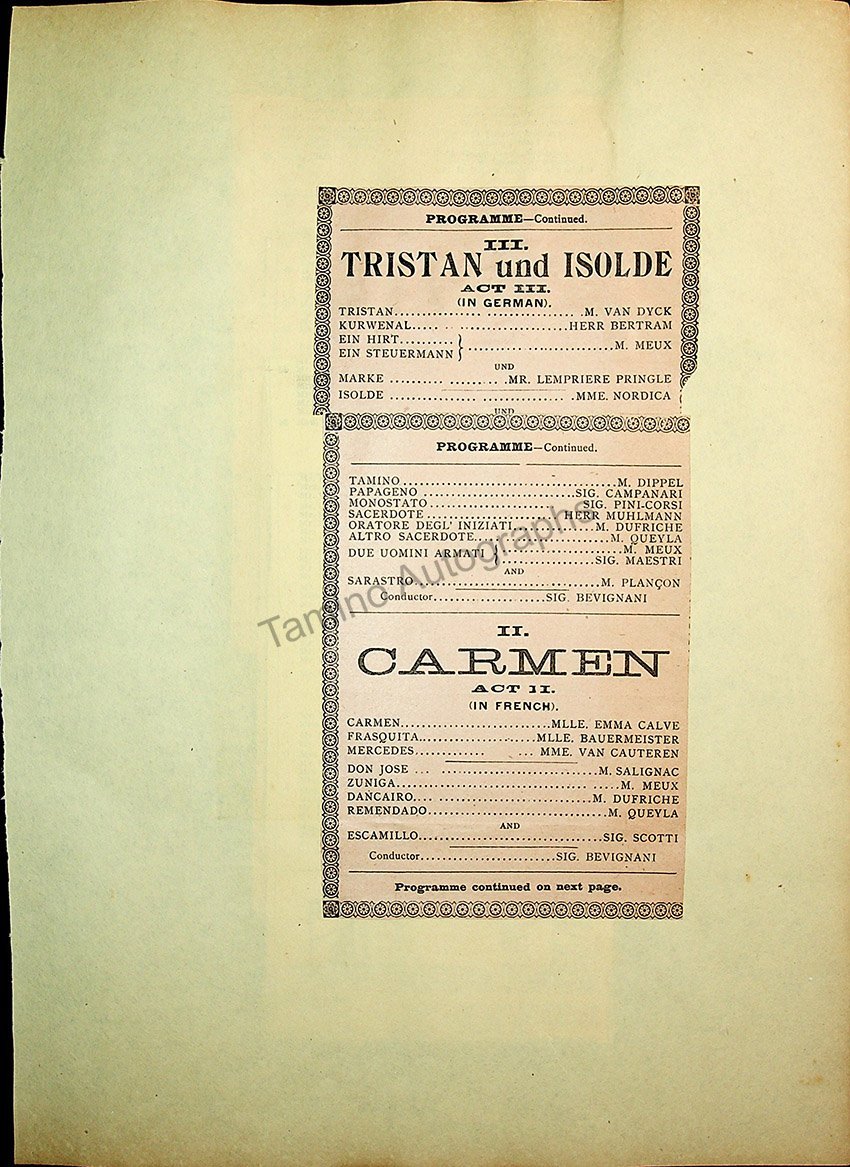 PROGRAMME—Continued.
III.
TRISTAN und ISOLDE
ACT III.
(IN GERMAN).
TRISTAN................................M. VAN DYCK
KURWENAL..... .....................HERR BERTRAM
EIN HIRT..........
EIN STEUERMANN } ..........................M. MEUX
UND
MARKE .......... ......... .MR. LEMPRIERE PRINGLE
ISOLDE ....... ............... .MME. NORDICA
UND
PROGRAMME—Continued.
TAMINO.......................................M. DIPPEL
PAPAGENO ............................SIG. CAMPANARI
MONOSTATO............................SIG. PINI-CORSI
SACERDOTE..........................HERR MUHLMANN
ORATORE DEGL' INIZIATI................M. DUFRICHE
ALTRO SACERDOTE..........................M. QUEYLA
DUE UOMINI ARMATI { ........................M. MEUX
..................SIG. MAESTRI
AND
SARASTRO...................................M. PLANÇON
Conductor.....................SIG. BEVIGNANI
II.
CARMEN
ACT II.
(IN FRENCH).
CARMEN.............................MLLE. EMMA CALVE
FRASQUITA.......................MLLE. BAUERMEISTER
MERCEDES............. ... MME. VAN CAUTEREN
DON JOSE ... ..............................M. SALIGNAC
ZUNIGA..................................... .....M. MEUX
DANCAIRO.... ..............................M. DUFRICHE
REMENDADO..................................M. QUEYLA
AND
ESCAMILLO...................................SIG. SCOTTI
Conductor..........................SIG. BEVIGNANI
Programme continued on next page.
Tamino Autographs